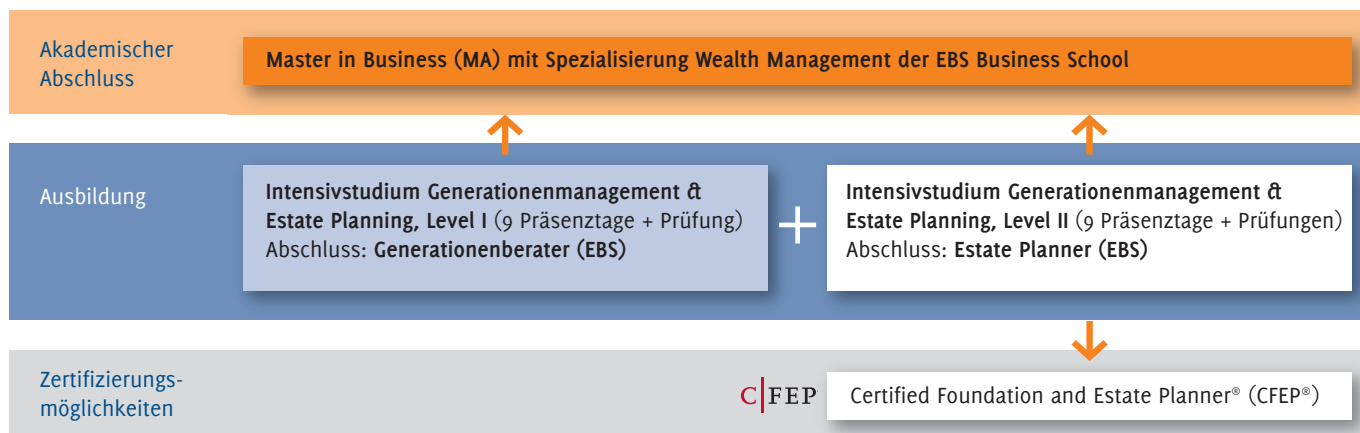 Akademischer
Abschluss
Master in Business (MA) mit Spezialisierung Wealth Management der EBS Business School
Ausbildung
Intensivstudium Generationenmanagement &
Estate Planning, Level I (9 Präsenztage + Prüfung)
Abschluss: Generationenberater (EBS)
+
Intensivstudium Generationenmanagement &
Estate Planning, Level II (9 Präsenztage + Prüfungen)
Abschluss: Estate Planner (EBS)
Zertifizierungs-
möglichkeiten
C|FEP
Certified Foundation and Estate Planner® (CFEP®)